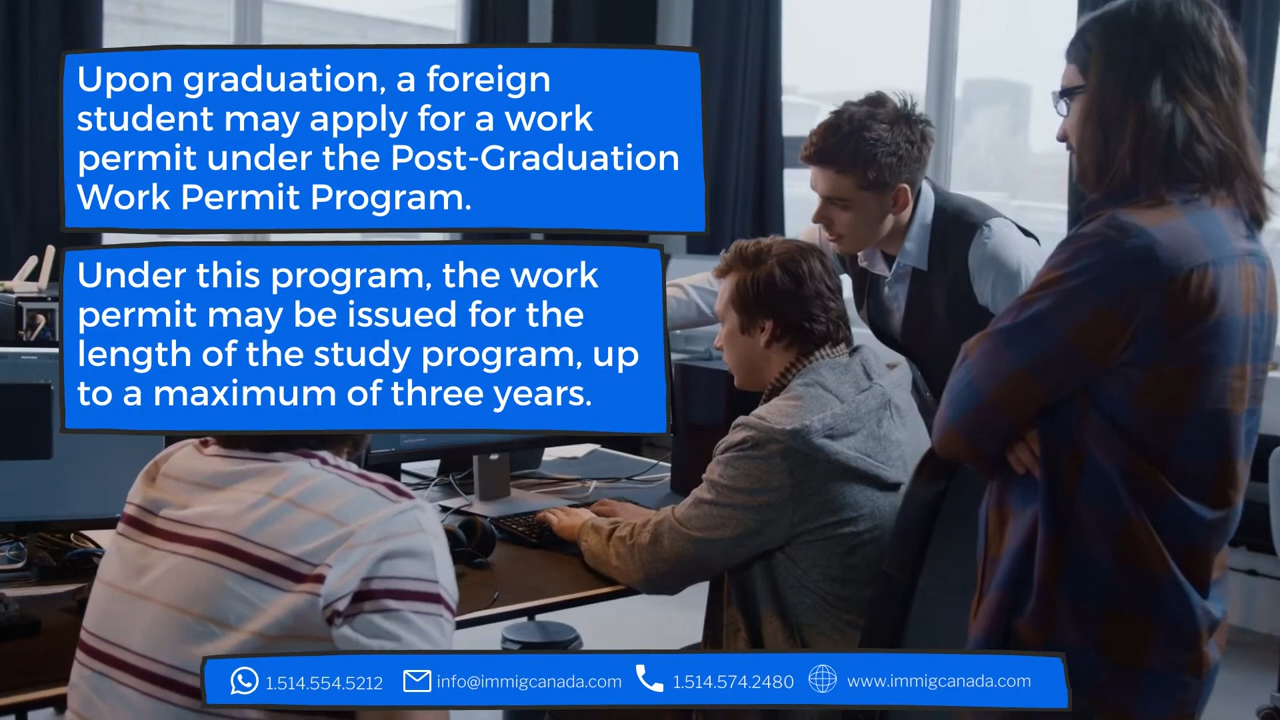 Upon graduation, a foreign
student may apply for a work
permit under the Post-Graduation
Work Permit Program.
Under this program, the work
permit may be issued for the
length of the study program, up
to a maximum of three years.
1.514.554.5212 info@immigcanada.com 1.514.574.2480 www.immigcanada.com